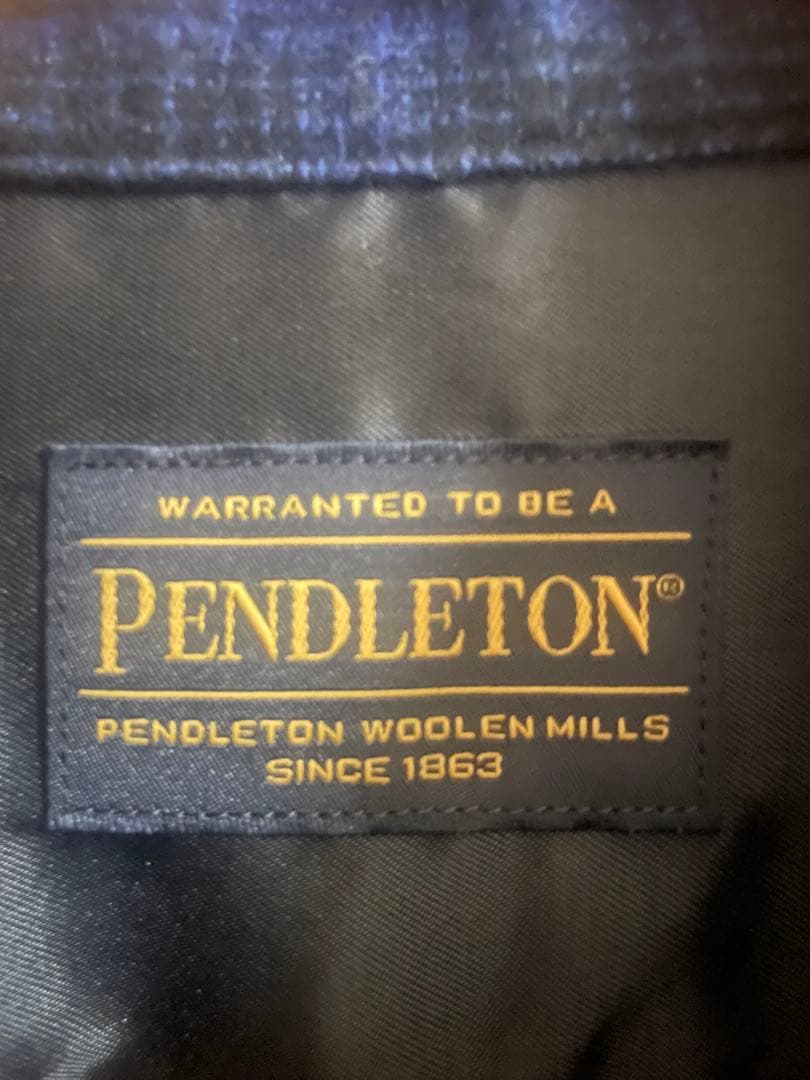 WARRANTED TO BE A
PENDLETON®
PENDLETON WOOLEN MILLS
SINCE 1863